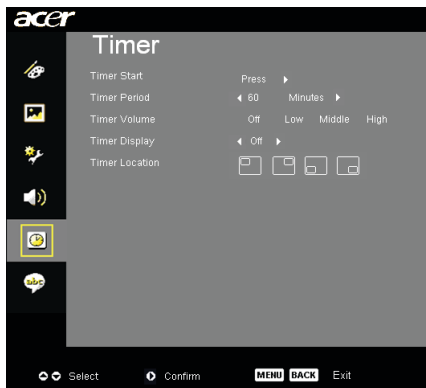 acer
Timer
Timer Start Press
Timer Period 60 Minutes
Timer Volume Off Low Middle High
Timer Display Off
Timer Location
abc
Select Confirm MENU BACK Exit